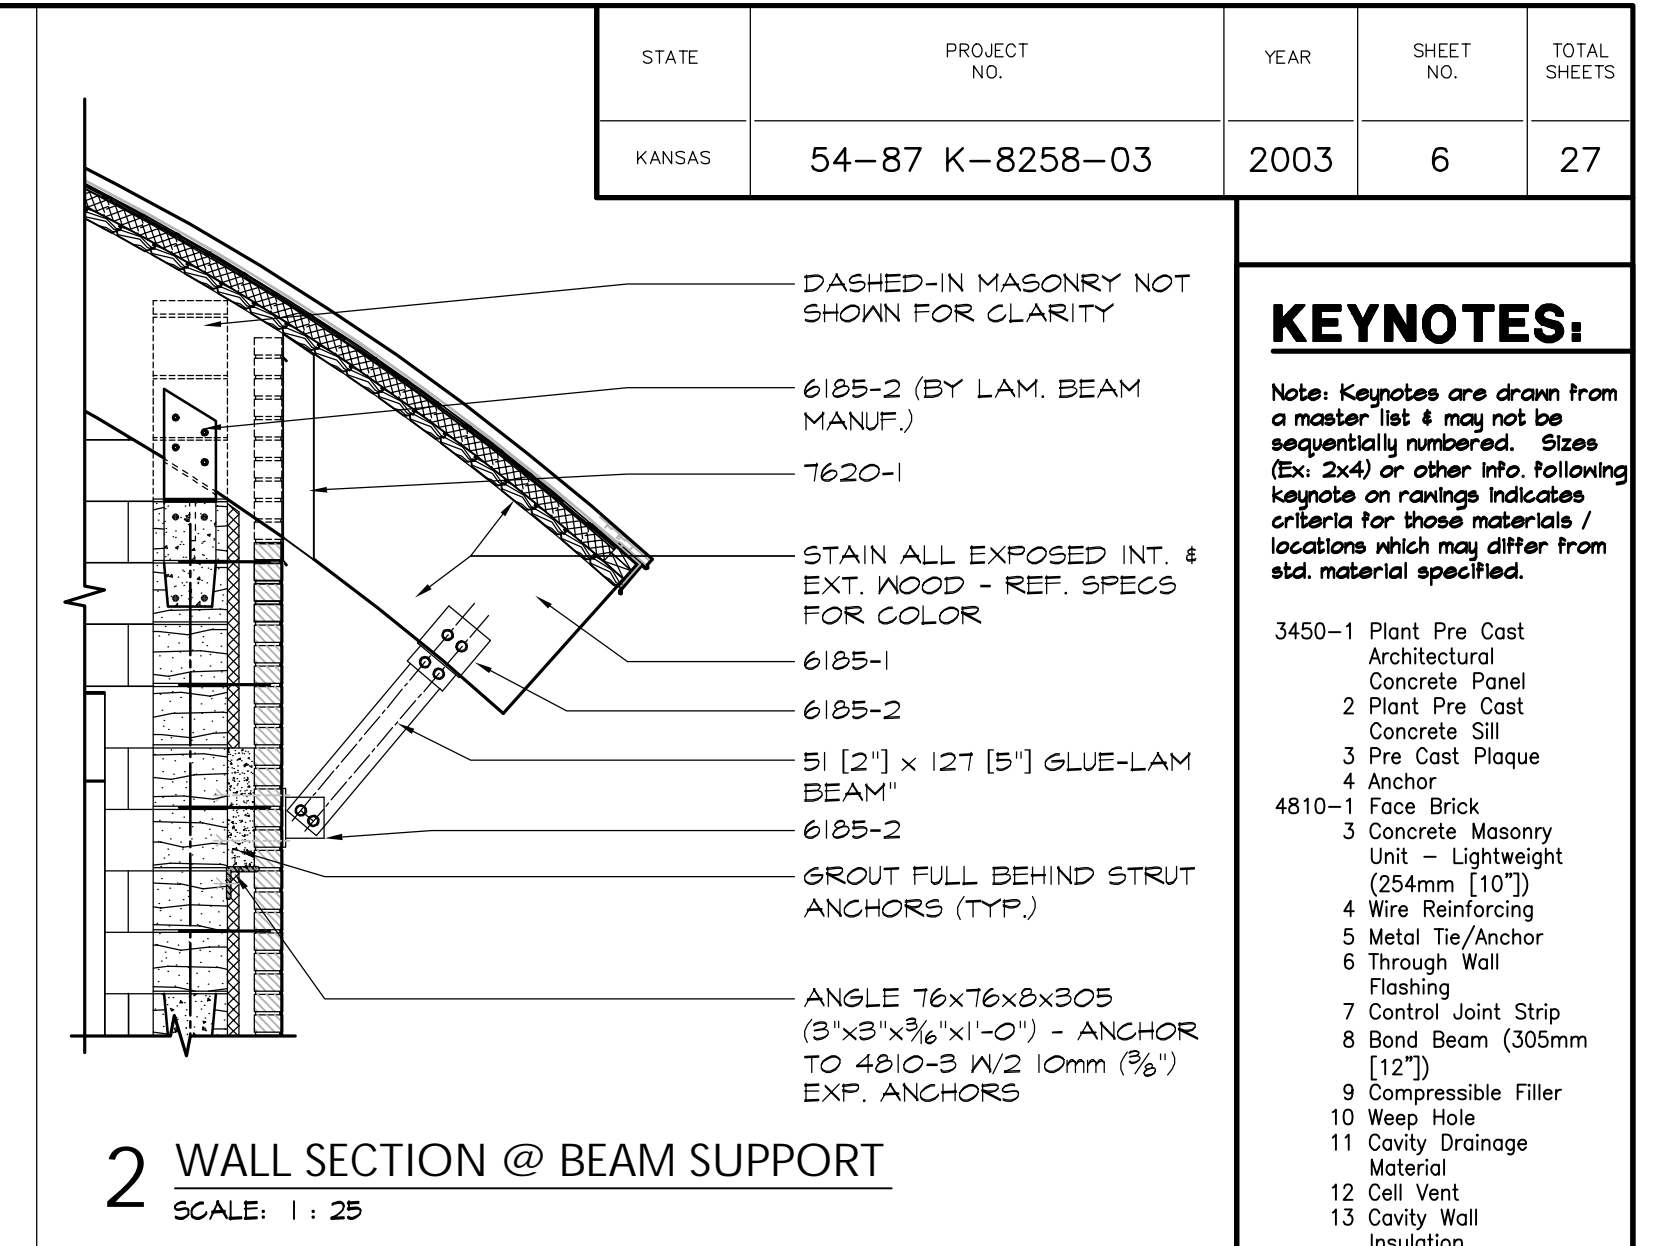 STATE
PROJECT
NO.
YEAR
SHEET
NO.
TOTAL
SHEETS
KANSAS
54-87 K-8258-03
2003
6
27
DASHED-IN MASONRY NOT
SHOWN FOR CLARITY
6185-2 (BY LAM. BEAM
MANUF.)
7620-1
STAIN ALL EXPOSED INT. &
EXT. WOOD - REF. SPECS
FOR COLOR
6185-1
6185-2
51 [2"] x 127 [5"] GLUE-LAM
BEAM"
6185-2
GROUT FULL BEHIND STRUT
ANCHORS (TYP.)
ANGLE 76x76x8x305
(3"x3"x3/16"x1'-0") - ANCHOR
TO 4810-3 W/2 10mm (3/8")
EXP. ANCHORS
2 WALL SECTION @ BEAM SUPPORT
SCALE: 1 : 25
KEYNOTES:
Note: Keynotes are drawn from
a master list & may not be
sequentially numbered. Sizes
(Ex: 2x4) or other info. following
keynote on rawings indicates
criteria for those materials /
locations which may differ from
std. material specified.
3450-1 Plant Pre Cast
Architectural
Concrete Panel
2 Plant Pre Cast
Concrete Sill
3 Pre Cast Plaque
4 Anchor
4810-1 Face Brick
3 Concrete Masonry
Unit - Lightweight
(254mm [10"])
4 Wire Reinforcing
5 Metal Tie/Anchor
6 Through Wall
Flashing
7 Control Joint Strip
8 Bond Beam (305mm
[12"])
9 Compressible Filler
10 Weep Hole
11 Cavity Drainage
Material
12 Cell Vent
13 Cavity Wall
Insulation